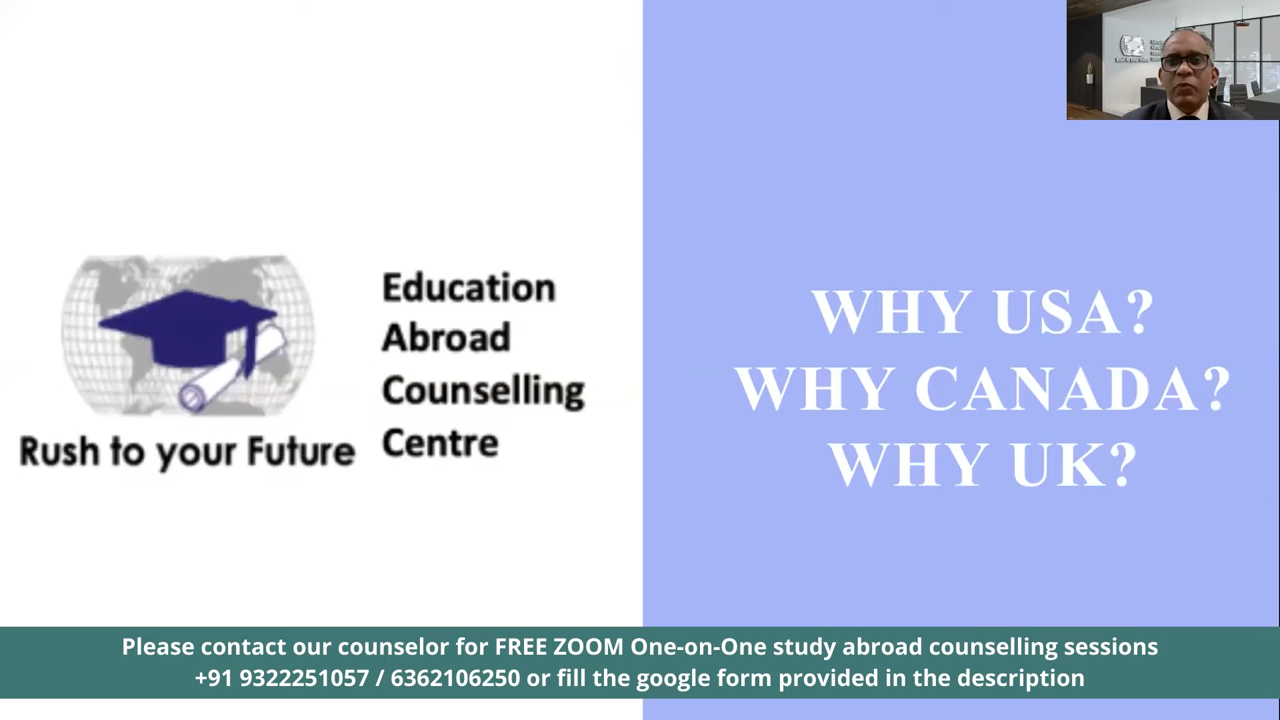 Education
Abroad
Counselling
Centre
Rush to your Future
WHY USA?
WHY CANADA?
WHY UK?
Please contact our counselor for FREE ZOOM One-on-One study abroad counselling sessions
+91 9322251057 / 6362106250 or fill the google form provided in the description